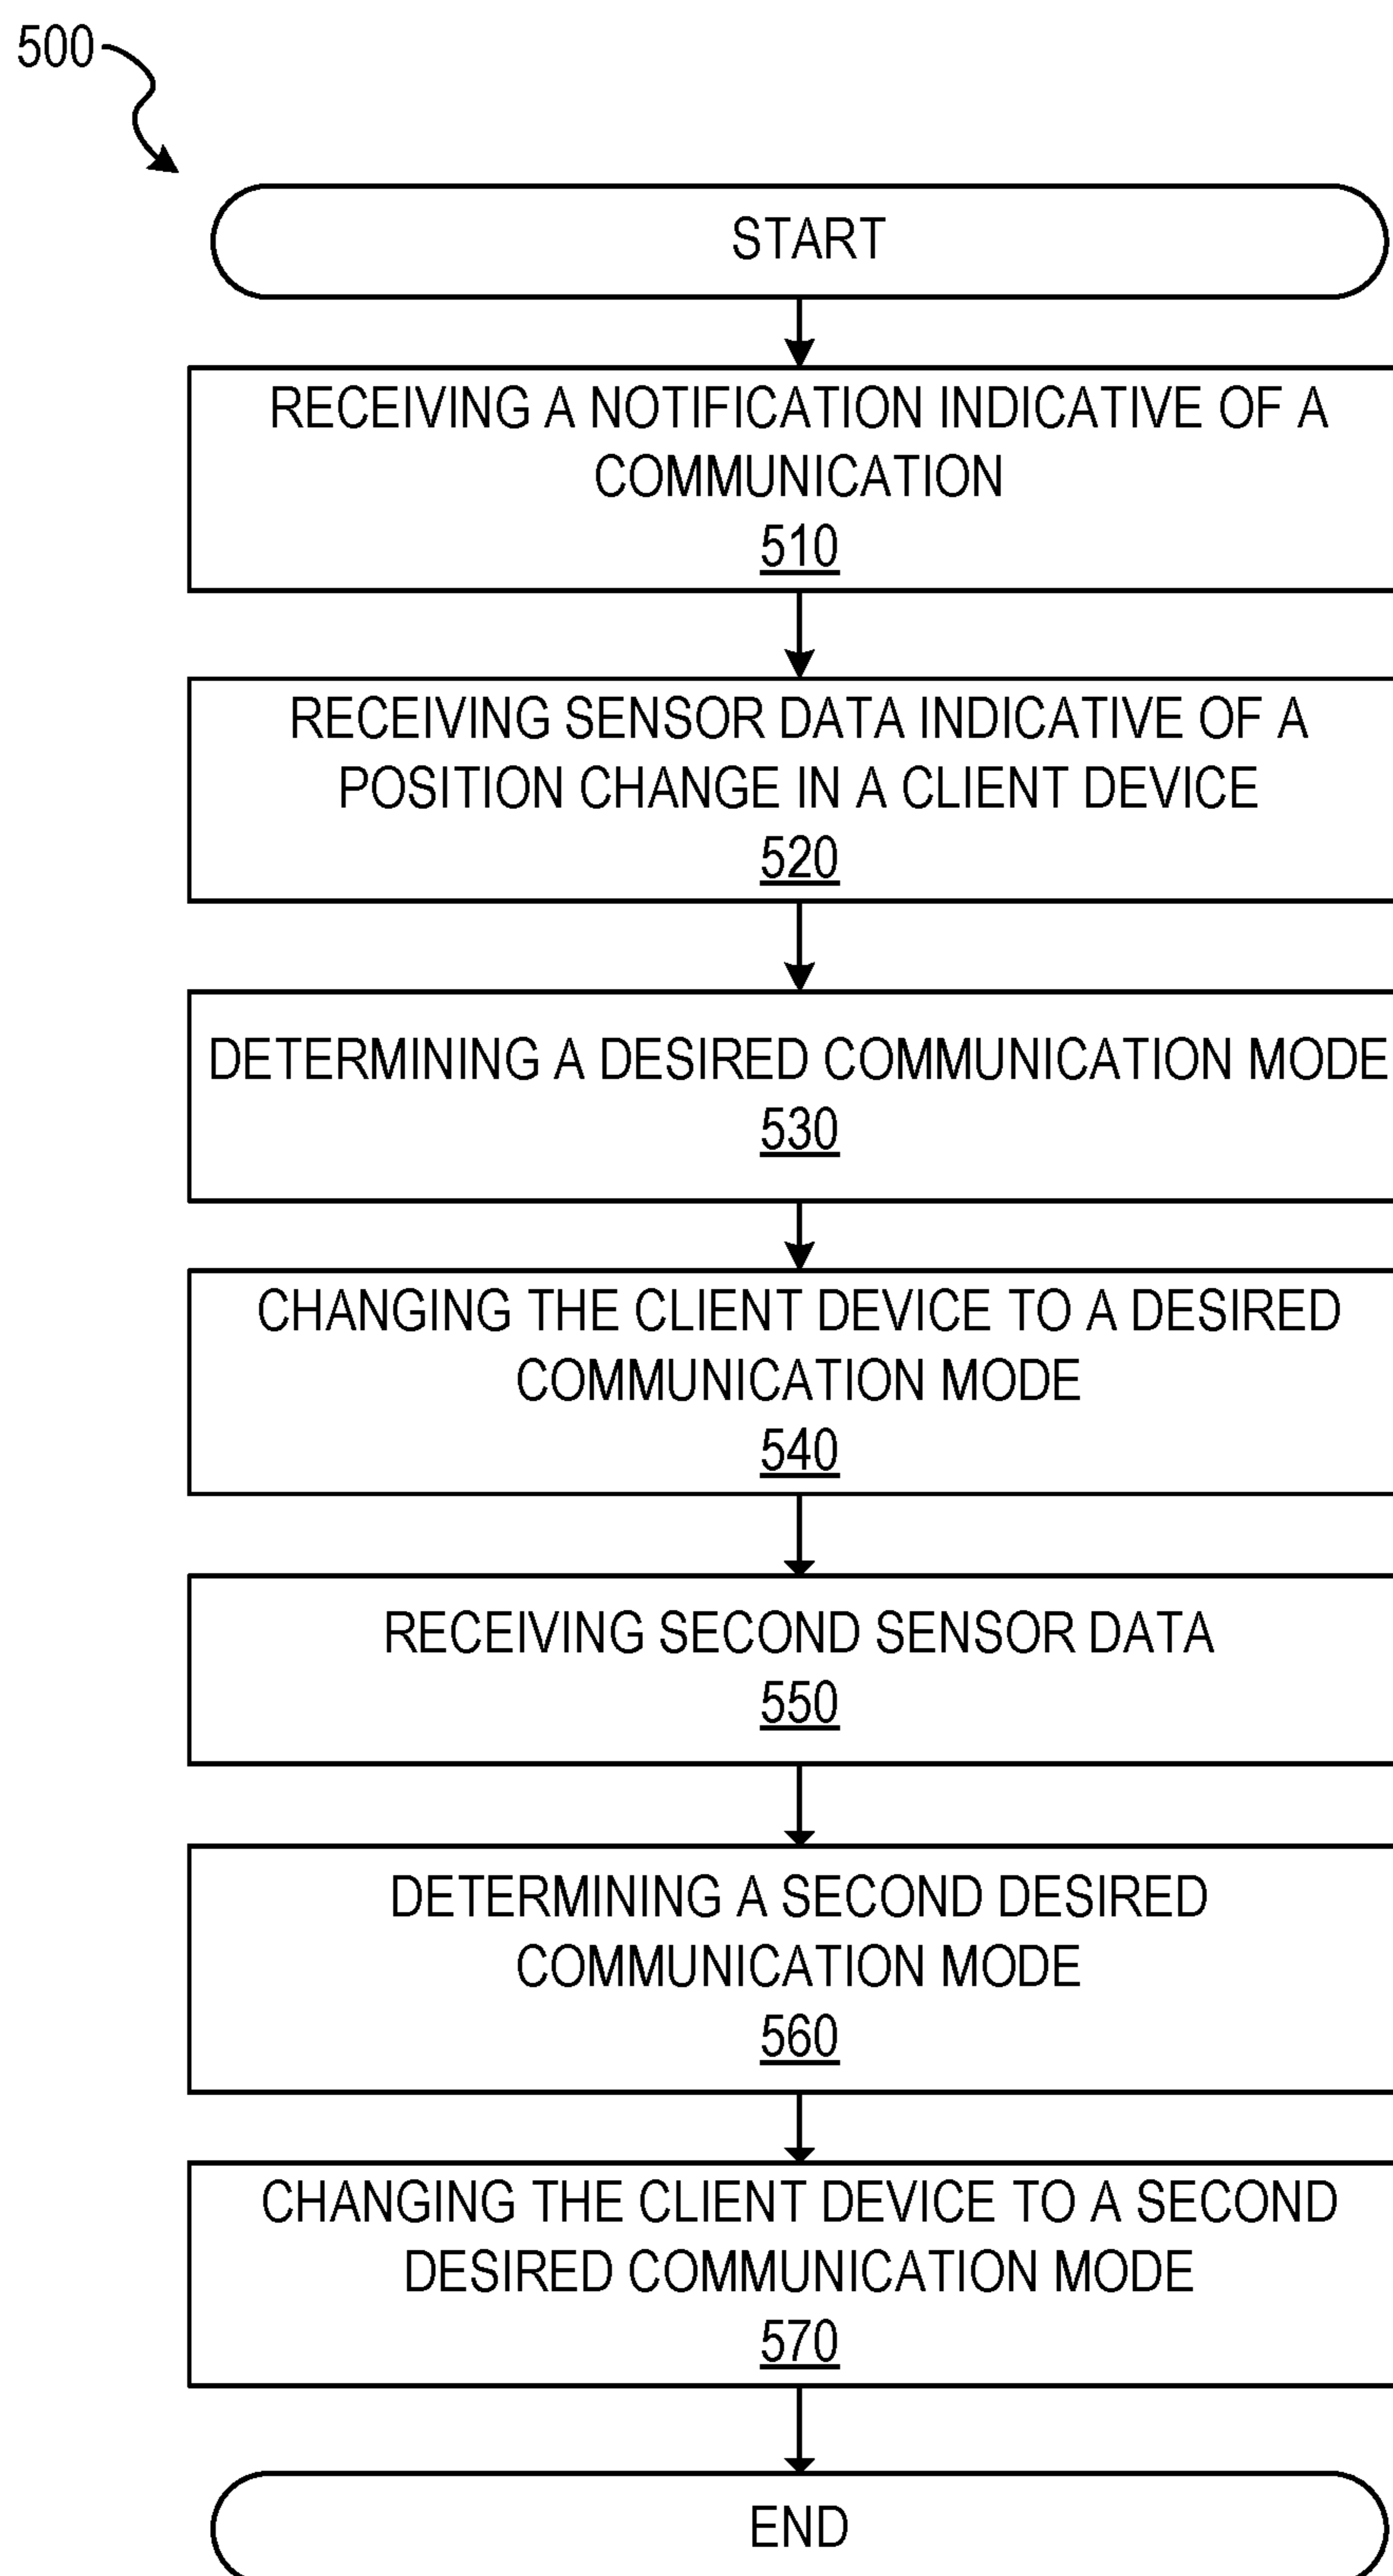 500
START
RECEIVING A NOTIFICATION INDICATIVE OF A
COMMUNICATION
510
RECEIVING SENSOR DATA INDICATIVE OF A
POSITION CHANGE IN A CLIENT DEVICE
520
DETERMINING A DESIRED COMMUNICATION MODE
530
CHANGING THE CLIENT DEVICE TO A DESIRED
COMMUNICATION MODE
540
RECEIVING SECOND SENSOR DATA
550
DETERMINING A SECOND DESIRED
COMMUNICATION MODE
560
CHANGING THE CLIENT DEVICE TO A SECOND
DESIRED COMMUNICATION MODE
570
END